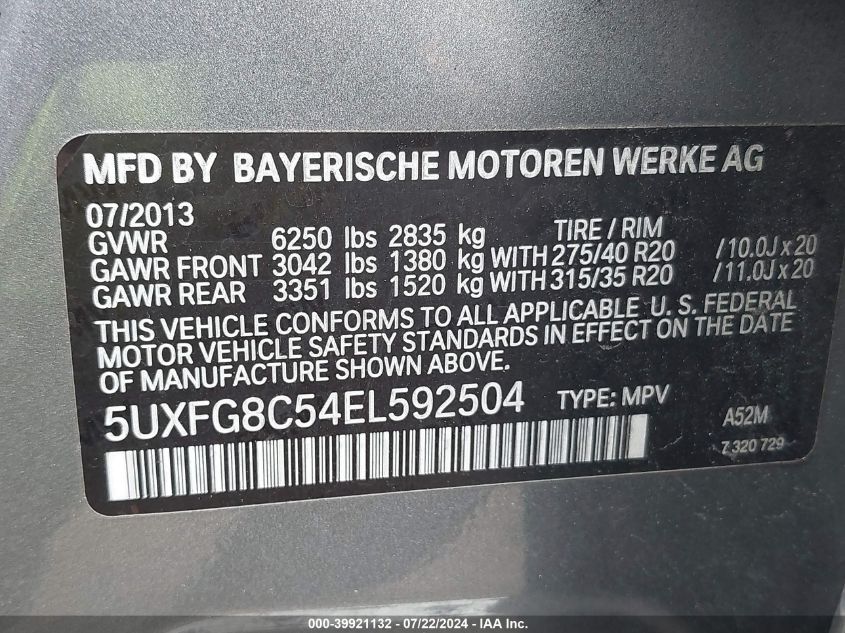 MFD BY BAYERISCHE MOTOREN WERKE AG
07/2013 TIRE / RIM
GVWR 6250 lbs 2835 kg
GAWR FRONT 3042 lbs 1380 kg WITH 275/40 R20 / 10.0J x 20
GAWR REAR 3351 lbs 1520 kg WITH 315/35 R20 / 11.0J x 20
THIS VEHICLE CONFORMS TO ALL APPLICABLE U. S. FEDERAL
MOTOR VEHICLE SAFETY STANDARDS IN EFFECT ON THE DATE
OF MANUFACTURE SHOWN ABOVE.
5UXFG8C54EL592504 TYPE: MPV
A52M
7 320 729
000-39921132 - 07/22/2024 - IAA Inc.